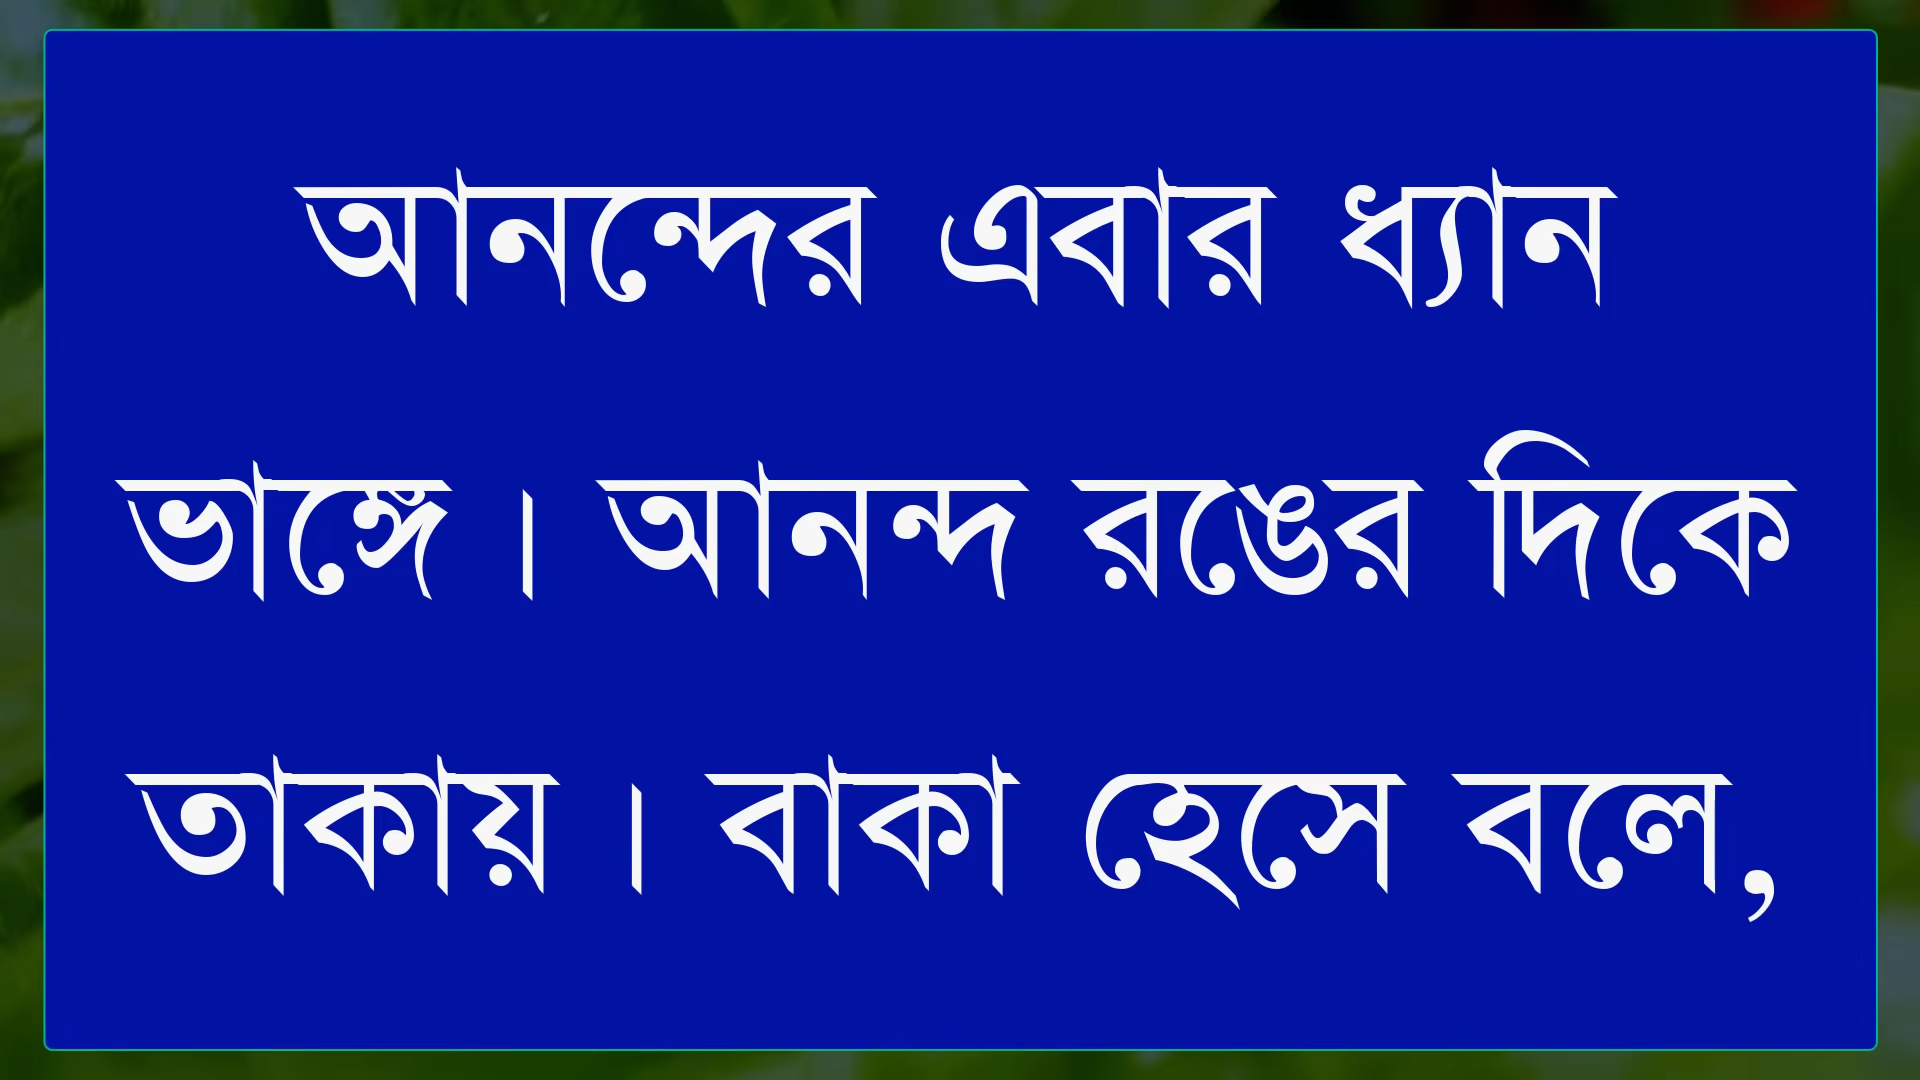 আনন্দের এবার ধ্যান
ভাঙ্গে। আনন্দ রঙের দিকে
তাকায়। বাকা হেসে বলে,